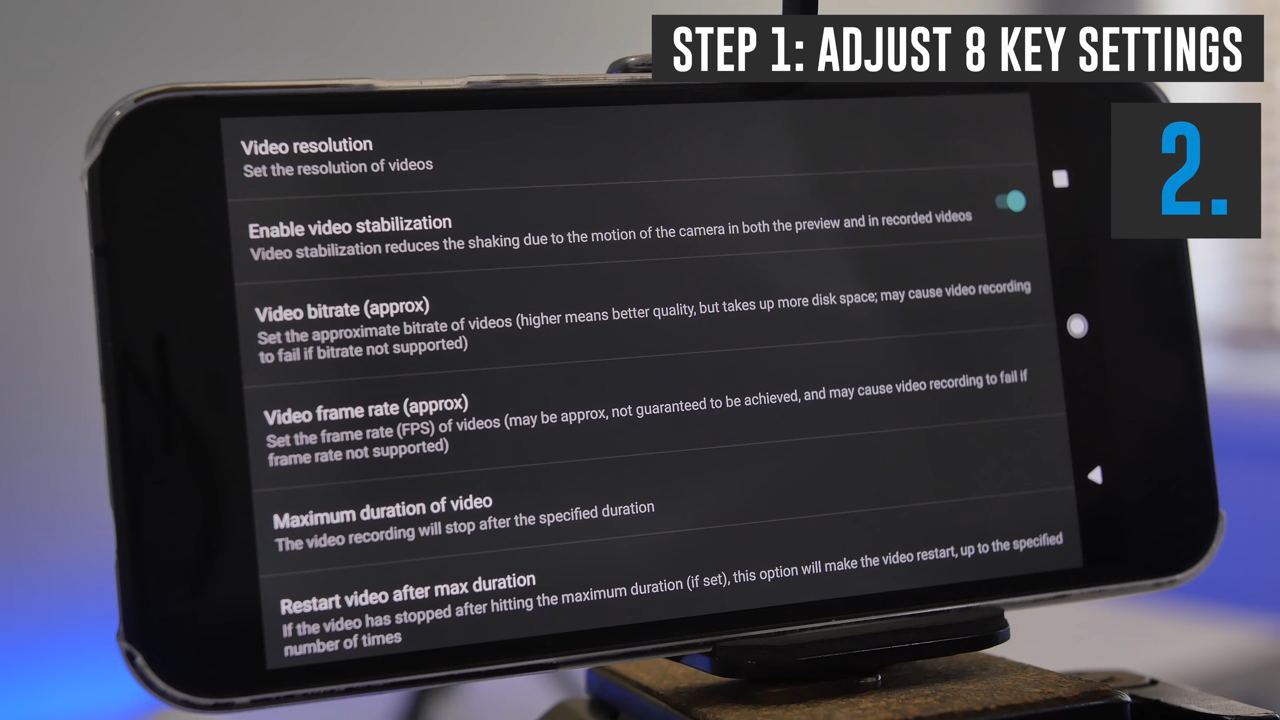 STEP 1: ADJUST 8 KEY SETTINGS
2.
Video resolution
Set the resolution of videos
Enable video stabilization
Video stabilization reduces the shaking due to the motion of the camera in both the preview and in recorded videos
Video bitrate (approx)
Set the approximate bitrate of videos (higher means better quality, but takes up more disk space; may cause video recording
to fail if bitrate not supported)
Video frame rate (approx)
Set the frame rate (FPS) of videos (may be approx, not guaranteed to be achieved, and may cause video recording to fail if
frame rate not supported)
Maximum duration of video
The video recording will stop after the specified duration
Restart video after max duration
If the video has stopped after hitting the maximum duration (if set), this option will make the video restart, up to the specified
number of times